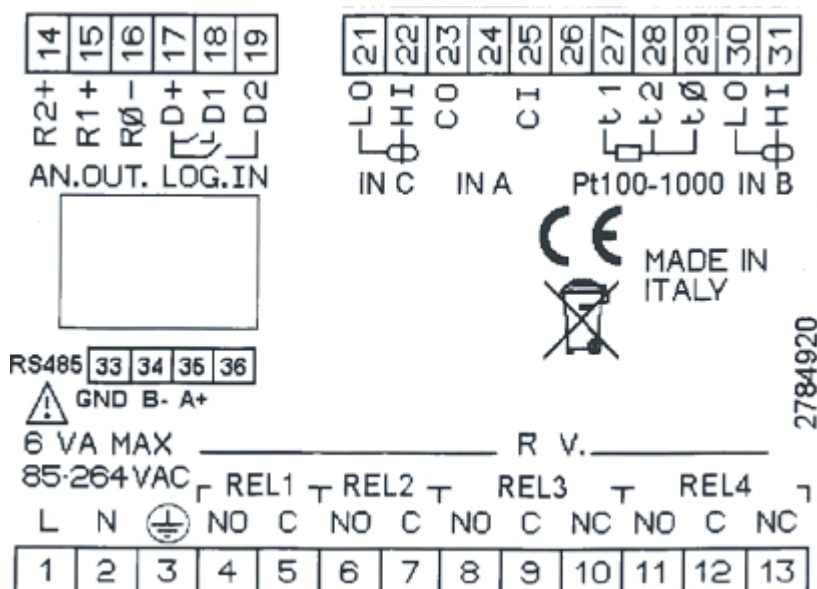 14 15 16 17 18 19 21 22 23 24 25 26 27 28 29 30 31
R2+ R1+ RØ- D+ D1 D2 LO HI CO CI t1 t2 tØ LO HI
AN.OUT. LOG.IN IN C IN A Pt100-1000 IN B
CE
MADE IN
ITALY
2784920
RS485 33 34 35 36
GND B- A+
6 VA MAX R V.
85-264VAC REL1 REL2 REL3 REL4
L N NO C NO C NO C NC NO C NC
1 2 3 4 5 6 7 8 9 10 11 12 13